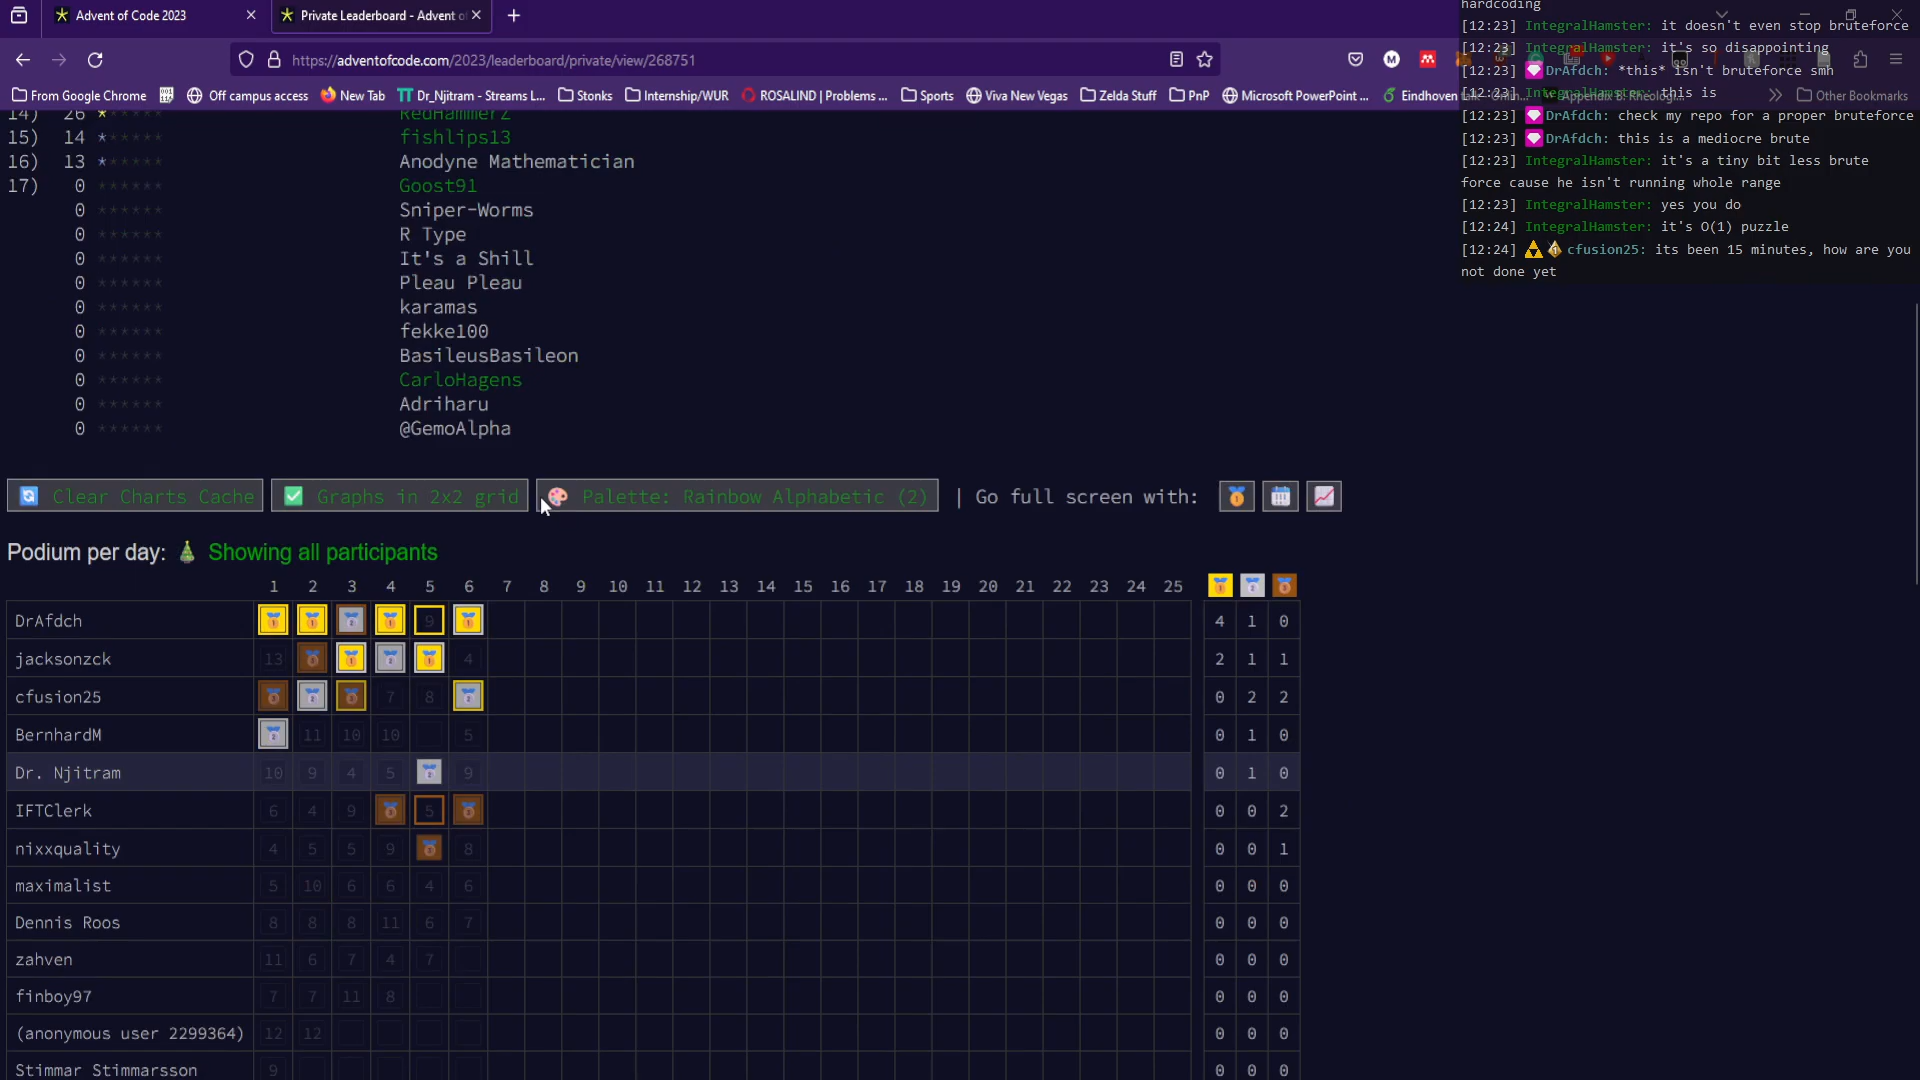 Advent of Code 2023
Private Leaderboard - Advent of
https://adventofcode.com/2023/leaderboard/private/view/268751
From Google Chrome
Off campus access
New Tab
Dr_Njitram - Streams L...
Stonks
Internship/WUR
ROSALIND | Problems ...
Sports
Viva New Vegas
Zelda Stuff
PnP
Microsoft PowerPoint ...
Eindhoven
Other Bookmarks
hardcoding
[12:23] IntegralHamster: it doesn't even stop bruteforce
[12:23] IntegralHamster: it's so disappointing
[12:23] DrAfdch: *this* isn't bruteforce smh
[12:23] IntegralHamster: this is
[12:23] DrAfdch: check my repo for a proper bruteforce
[12:23] DrAfdch: this is a mediocre brute
[12:23] IntegralHamster: it's a tiny bit less brute
force cause he isn't running whole range
[12:23] IntegralHamster: yes you do
[12:24] IntegralHamster: it's O(1) puzzle
[12:24] cfusion25: its been 15 minutes, how are you
not done yet
14) 26 ****** RedHammerZ
15) 14 ****** fishlips13
16) 13 ****** Anodyne Mathematician
17) 0 ****** Goost91
0 ****** Sniper-Worms
0 ****** R Type
0 ****** It's a Shill
0 ****** Pleau Pleau
0 ****** karamas
0 ****** fekke100
0 ****** BasileusBasileon
0 ****** CarloHagens
0 ****** Adriharu
0 ****** @GemoAlpha
Clear Charts Cache Graphs in 2x2 grid Palette: Rainbow Alphabetic (2) | Go full screen with:
Podium per day: Showing all participants
1 2 3 4 5 6 7 8 9 10 11 12 13 14 15 16 17 18 19 20 21 22 23 24 25
DrAfdch 9 4 1 0
jacksonzck 13 4 2 1 1
cfusion25 7 8 0 2 2
BernhardM 11 10 10 5 0 1 0
Dr. Njitram 10 9 4 5 9 0 1 0
IFTClerk 6 4 9 5 0 0 2
nixxquality 4 5 5 9 8 0 0 1
maximalist 5 10 6 6 4 6 0 0 0
Dennis Roos 8 8 8 11 6 7 0 0 0
zahven 11 6 7 4 7 0 0 0
finboy97 7 7 11 8 0 0 0
(anonymous user 2299364) 12 12 0 0 0
Stimmar Stimmarsson 9 0 0 0